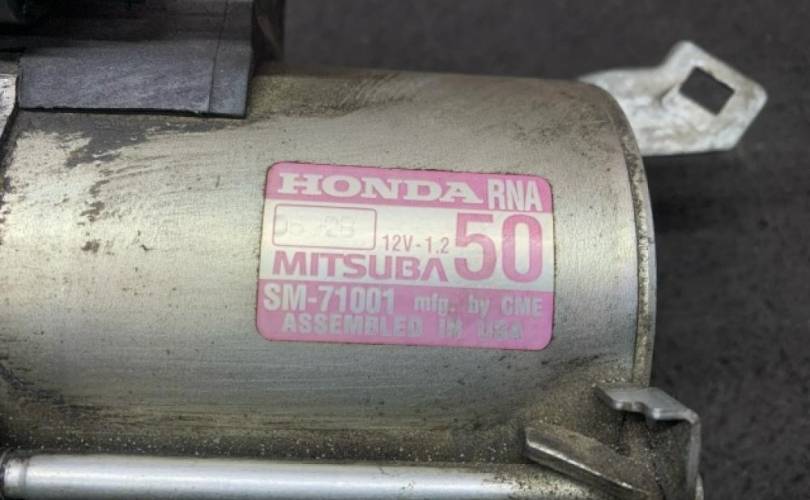 HONDA RNA
12V-1.2 50
MITSUBA
SM-71001 mfg. by CME
ASSEMBLED IN USA